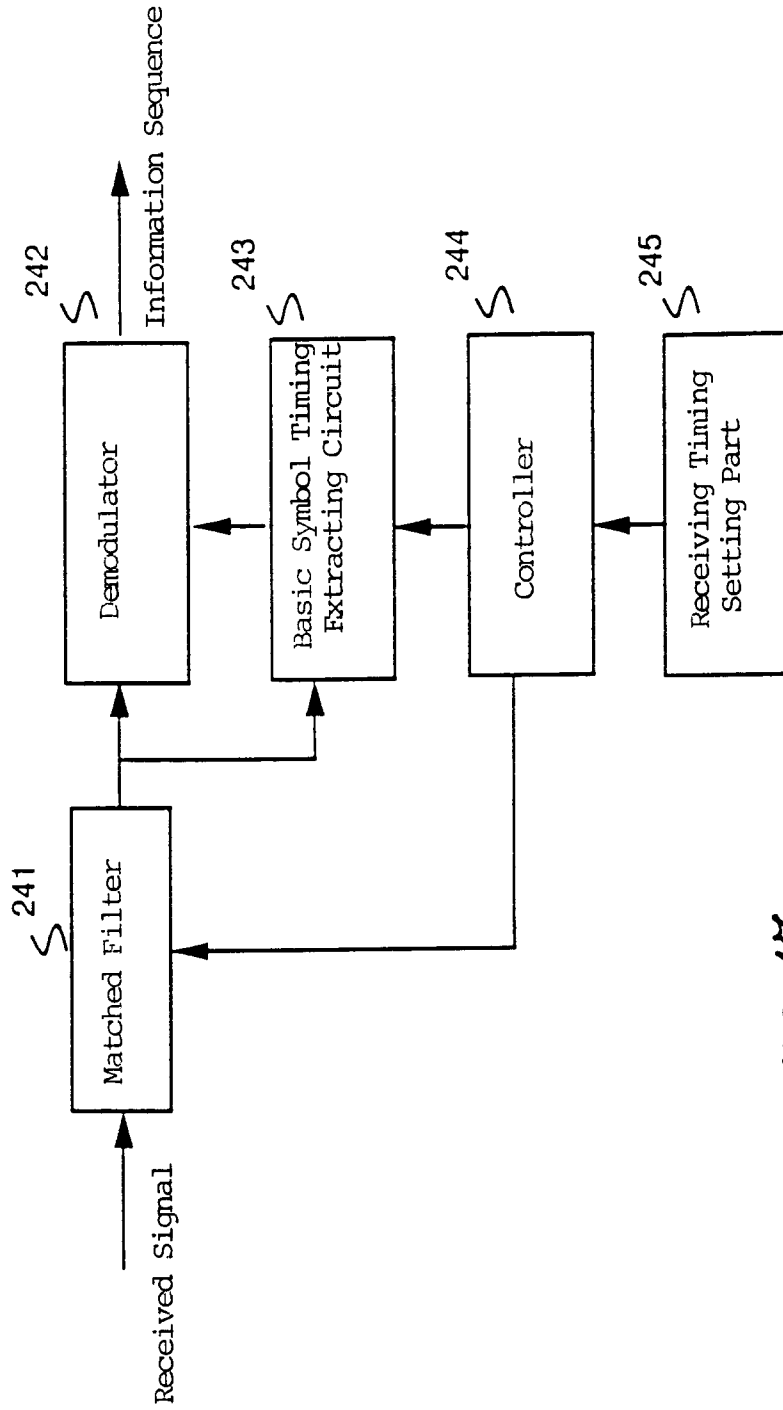 Received Signal
241
Matched Filter
242
Demodulator
Information Sequence
243
Basic Symbol Timing
Extracting Circuit
244
Controller
245
Receiving Timing
Setting Part